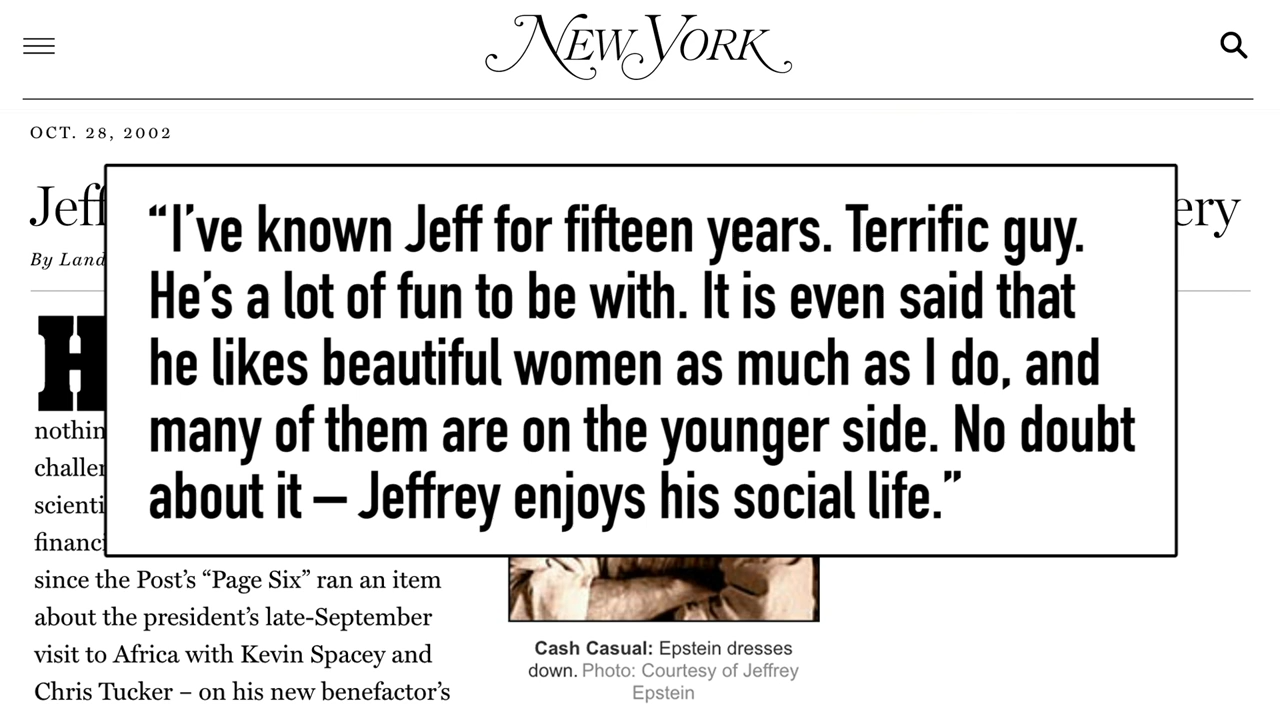 NEW YORK
OCT. 28, 2002
Jeff
ery
By Land
H
"I've known Jeff for fifteen years. Terrific guy.
He's a lot of fun to be with. It is even said that
he likes beautiful women as much as I do, and
many of them are on the younger side. No doubt
about it – Jeffrey enjoys his social life."
nothin
challen
scienti
financ
since the Post's "Page Six" ran an item
about the president's late-September
visit to Africa with Kevin Spacey and
Chris Tucker – on his new benefactor's
Cash Casual: Epstein dresses
down. Photo: Courtesy of Jeffrey
Epstein